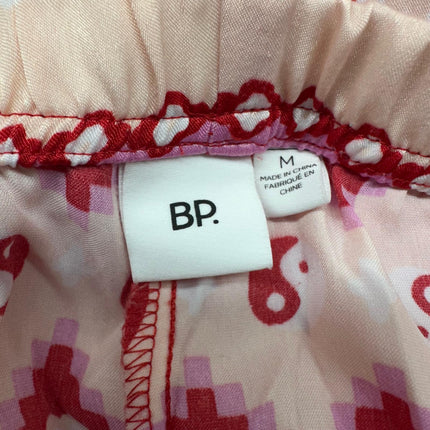 BP.
M
MADE IN CHINA
FABRIQUÉ EN
CHINE